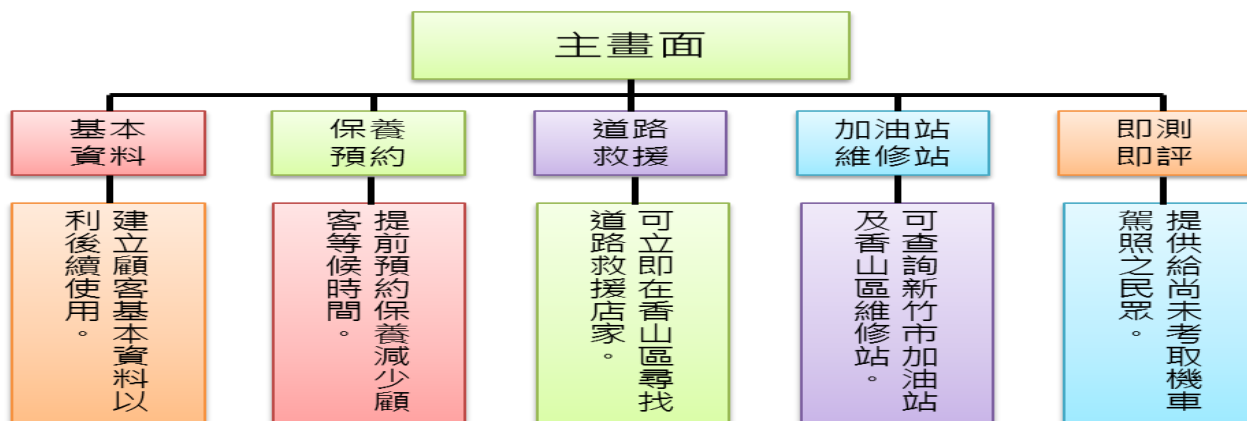 主畫面
基本
資料
保養
預約
道路
救援
加油站
維修站
即測
即評
建立顧客基本資料以
利後續使用。
提前預約保養減少顧
客等候時間。
可立即在香山區尋找
道路救援店家。
可查詢新竹市加油站
及香山區維修站。
提供給尚未考取機車
駕照之民眾。